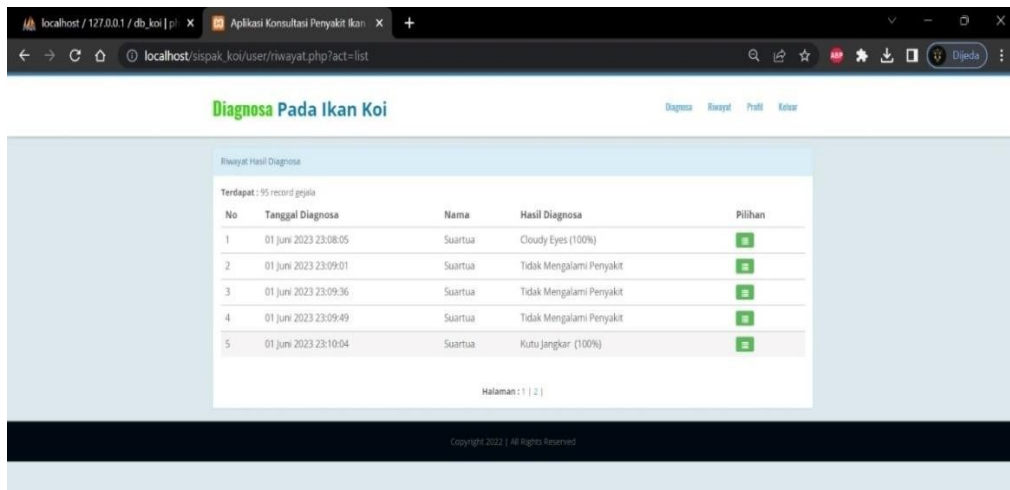 localhost / 127.0.0.1 / db_koi | ph
Aplikasi Konsultasi Penyakit Ikan
localhost/sispak_koi/user/riwayat.php?act=list
ABP
Dijeda
Diagnosa Pada Ikan Koi
Diagnosa Riwayat Profil Keluar
Riwayat Hasil Diagnosa
Terdapat : 95 record gejala
No Tanggal Diagnosa Nama Hasil Diagnosa Pilihan
1 01 Juni 2023 23:08:05 Suartua Cloudy Eyes (100%)
2 01 Juni 2023 23:09:01 Suartua Tidak Mengalami Penyakit
3 01 Juni 2023 23:09:36 Suartua Tidak Mengalami Penyakit
4 01 Juni 2023 23:09:49 Suartua Tidak Mengalami Penyakit
5 01 Juni 2023 23:10:04 Suartua Kutu Jangkar (100%)
Halaman : 1 | 2 |
Copyright 2022 | All Rights Reserved